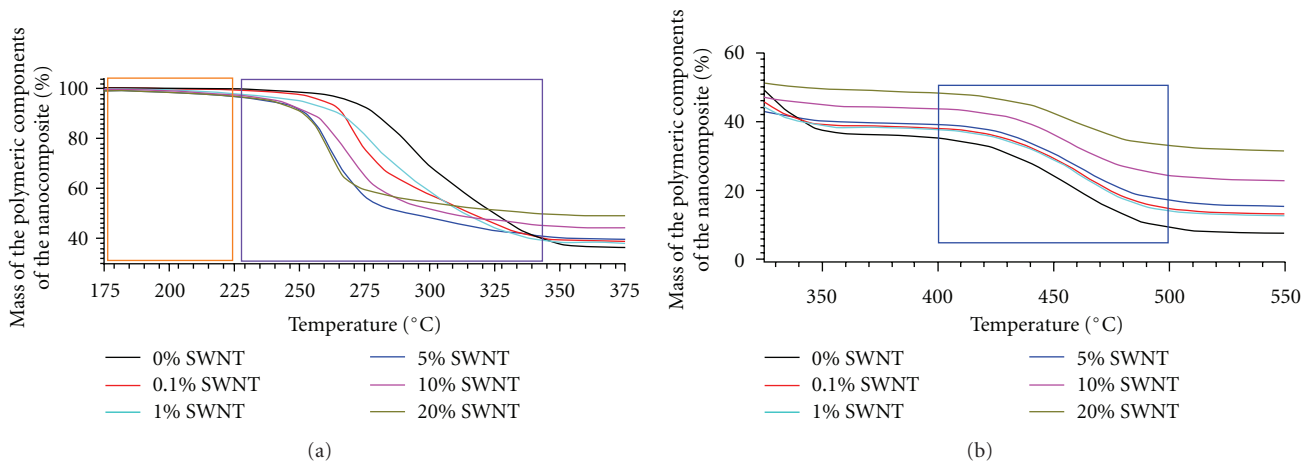 Mass of the polymeric components
of the nanocomposite (%)
100
80
60
40
175 200 225 250 275 300 325 350 375
Temperature (°C)
0% SWNT
0.1% SWNT
1% SWNT
5% SWNT
10% SWNT
20% SWNT
(a)
Mass of the polymeric components
of the nanocomposite (%)
60
40
20
0
350 400 450 500 550
Temperature (°C)
0% SWNT
0.1% SWNT
1% SWNT
5% SWNT
10% SWNT
20% SWNT
(b)